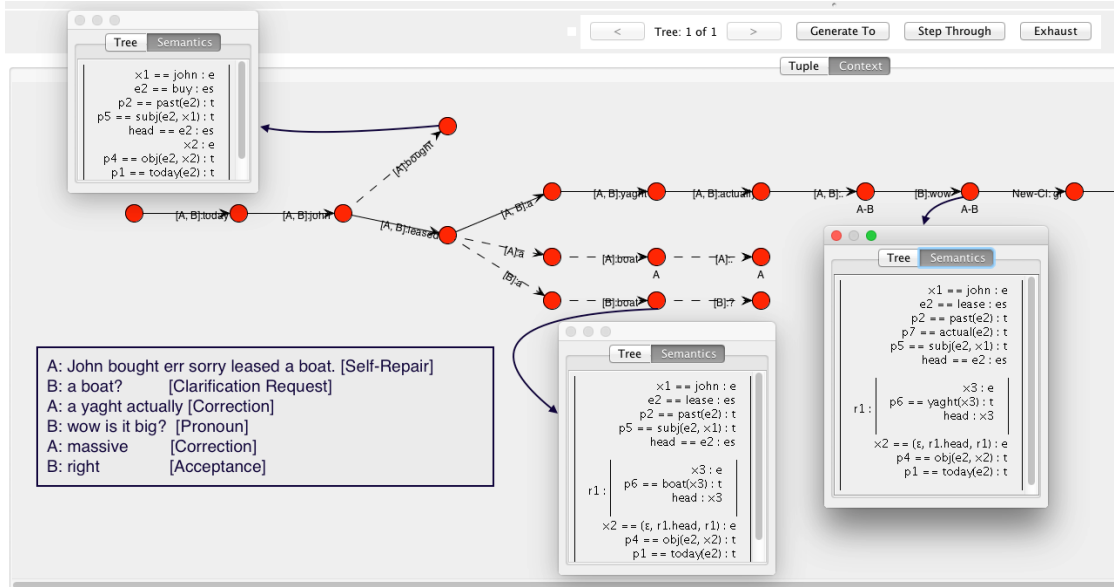 < Tree: 1 of 1 > Generate To Step Through Exhaust
Tuple Context
Tree Semantics
x1 == john : e
e2 == buy : es
p2 == past(e2) : t
p5 == subj(e2, x1) : t
head == e2 : es
x2 : e
p4 == obj(e2, x2) : t
p1 == today(e2) : t
[A]:bought
[A, B]:today [A, B]:john [A, B]:leased
[A, B]:a [A, B]:yaght [A, B]:actually [A, B]:. [B]:wow New-Cl: gr
A-B A-B
[A]:a [A]:boat [A]:.
A A
[B]:a [B]:boat [B]:?
A: John bought err sorry leased a boat. [Self-Repair]
B: a boat? [Clarification Request]
A: a yaght actually [Correction]
B: wow is it big? [Pronoun]
A: massive [Correction]
B: right [Acceptance]
Tree Semantics
x1 == john : e
e2 == lease : es
p2 == past(e2) : t
p5 == subj(e2, x1) : t
head == e2 : es
x3 : e
r1 : p6 == boat(x3) : t
head : x3
x2 == (ε, r1.head, r1) : e
p4 == obj(e2, x2) : t
p1 == today(e2) : t
Tree Semantics
x1 == john : e
e2 == lease : es
p2 == past(e2) : t
p7 == actual(e2) : t
p5 == subj(e2, x1) : t
head == e2 : es
x3 : e
r1 : p6 == yaght(x3) : t
head : x3
x2 == (ε, r1.head, r1) : e
p4 == obj(e2, x2) : t
p1 == today(e2) : t